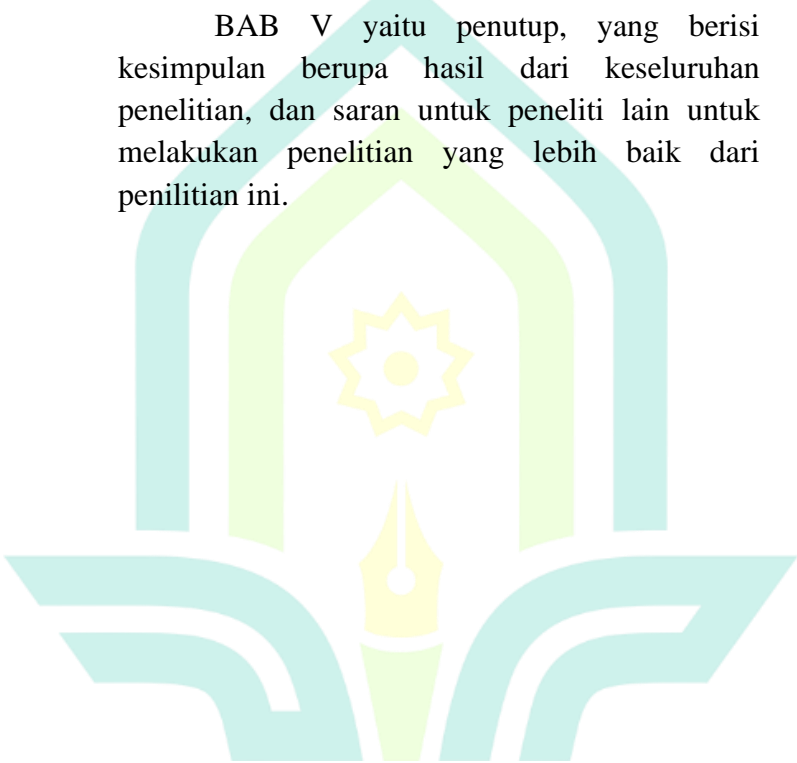 BAB V yaitu penutup, yang berisi
kesimpulan berupa hasil dari keseluruhan
penelitian, dan saran untuk peneliti lain untuk
melakukan penelitian yang lebih baik dari
penilitian ini.